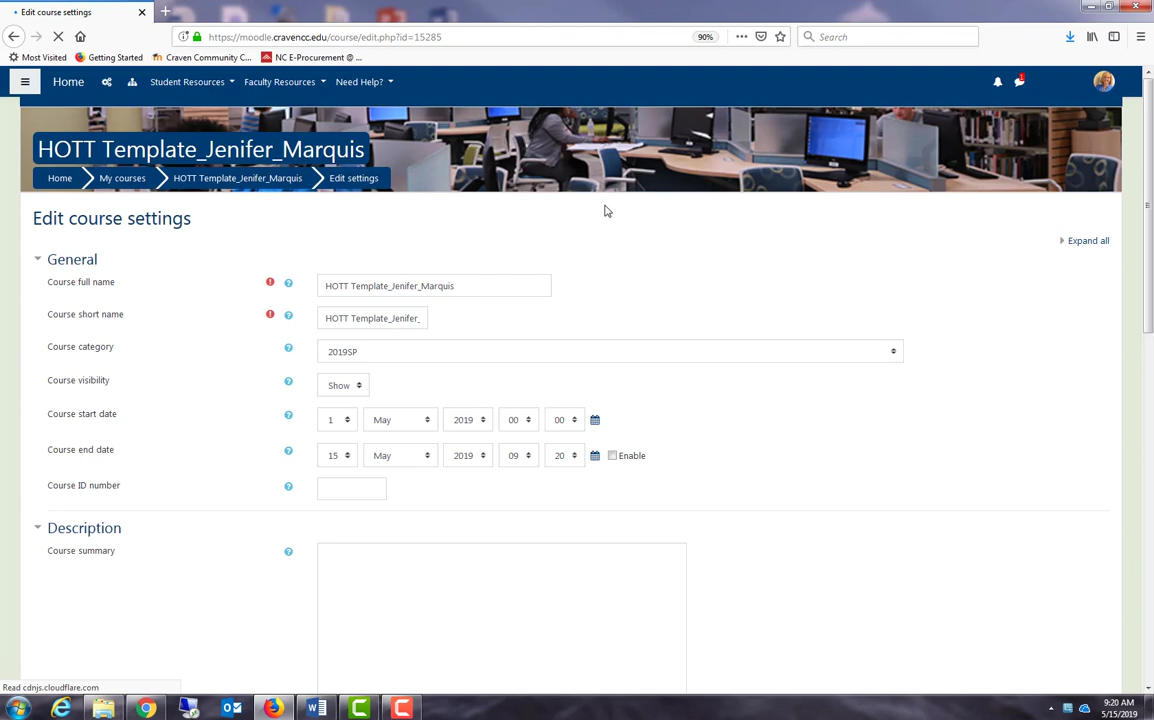 Edit course settings
https://moodle.cravencc.edu/course/edit.php?id=15285
90%
Search
Most Visited
Getting Started
Craven Community C...
NC E-Procurement @ ...
Home
Student Resources
Faculty Resources
Need Help?
1
HOTT Template_Jenifer_Marquis
Home
My courses
HOTT Template_Jenifer_Marquis
Edit settings
Edit course settings
Expand all
General
Course full name
HOTT Template_Jenifer_Marquis
Course short name
HOTT Template_Jenifer_
Course category
2019SP
Course visibility
Show
Course start date
1 May 2019 00 00
Course end date
15 May 2019 09 20 Enable
Course ID number
Description
Course summary
Read cdnjs.cloudflare.com
9:20 AM
5/15/2019